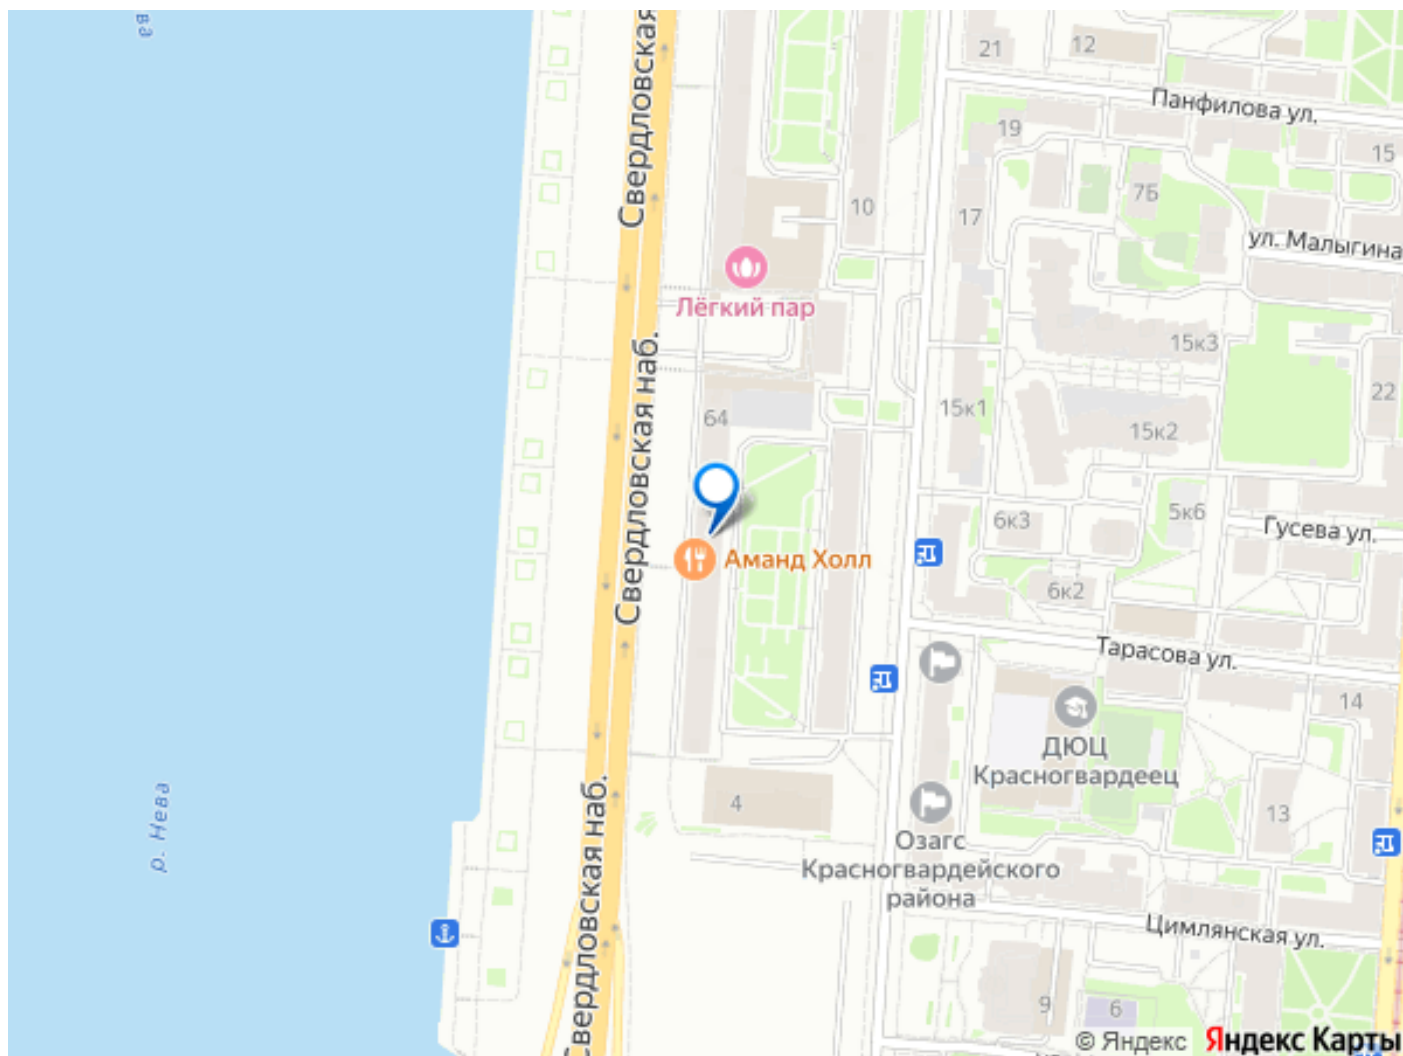 ва
Свердловская
21
12
Панфилова ул.
19
15
7Б
10
17
ул. Малыгина
Лёгкий пар
Свердловская наб.
15к3
22
64
15к1
15к2
6к3
5к6
Гусева ул.
Аманд Холл
6к2
Тарасова ул.
14
ДЮЦ
Красногвардеец
р. Нева
4
13
Свердловская наб.
Озагс
Красногвардейского
района
Цимлянская ул.
9
6
© Яндекс Яндекс Карты